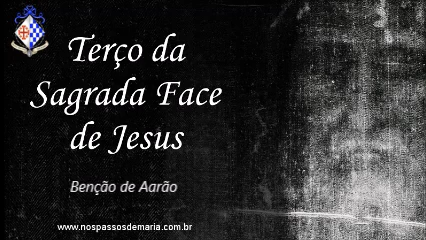 Terço da
Sagrada Face
de Jesus
Benção de Aarão
www.nospassosdemaria.com.br